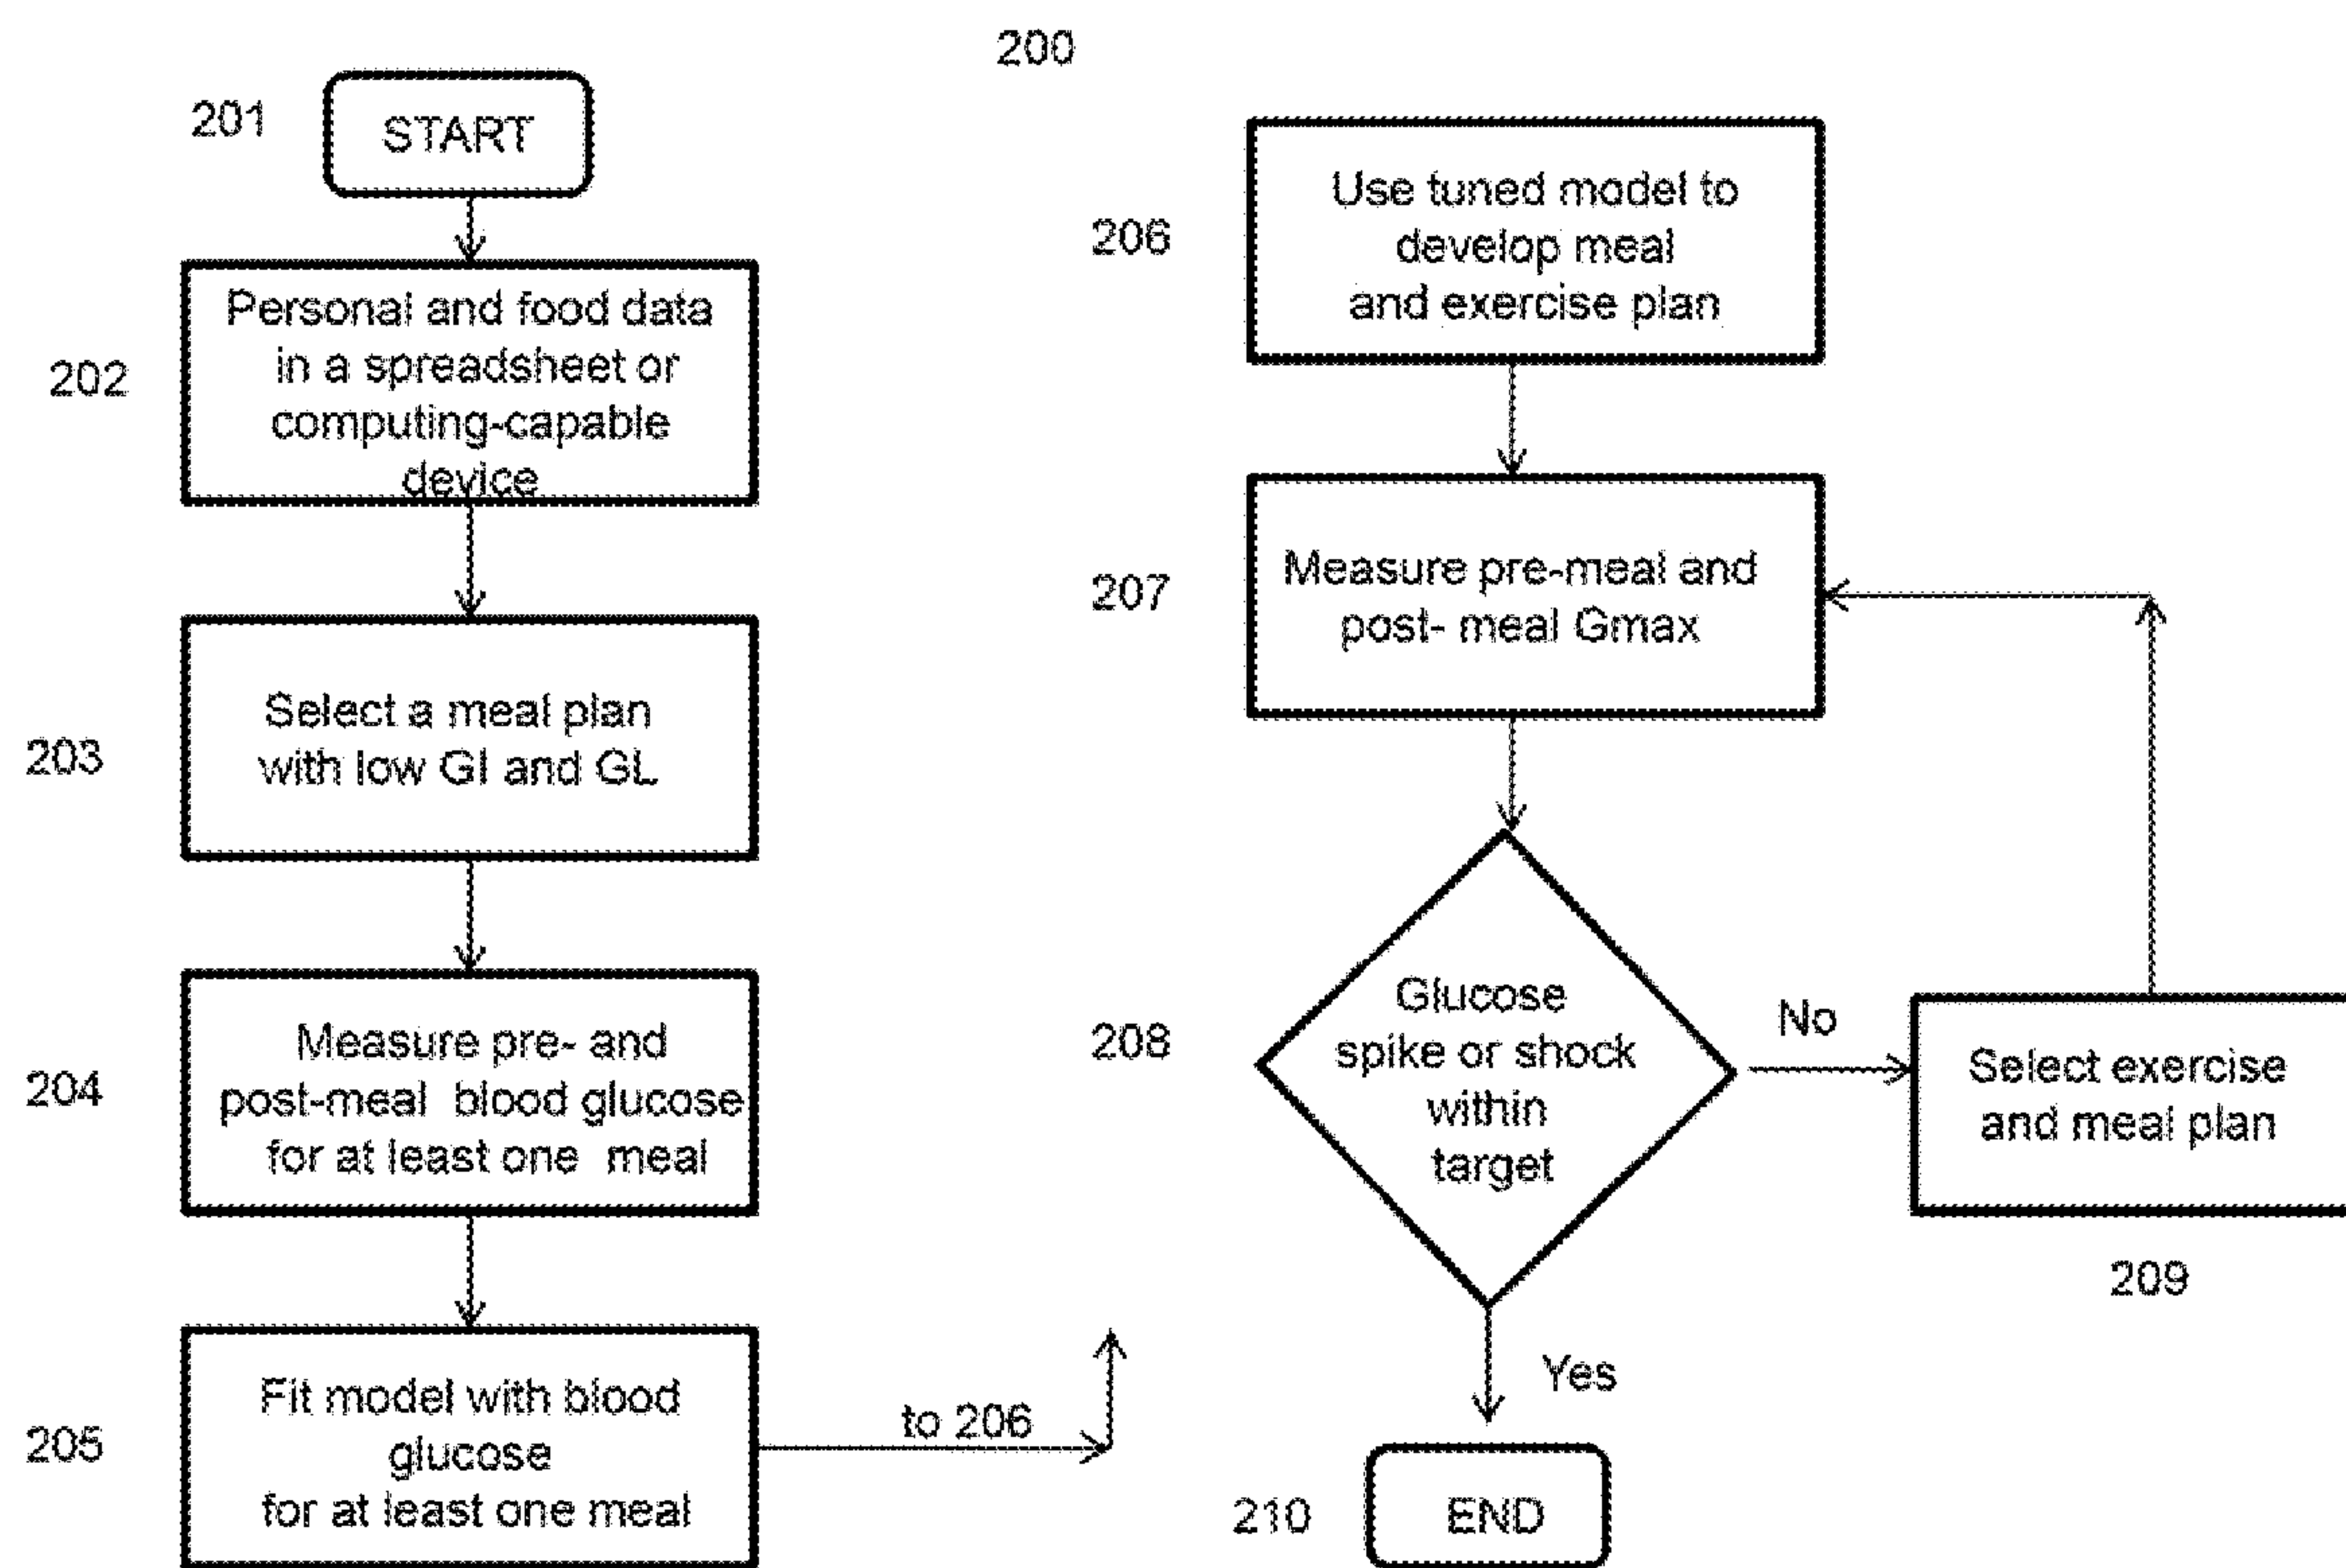 200
201
START
202
Personal and food data
in a spreadsheet or
computing-capable
device
203
Select a meal plan
with low GI and GL
204
Measure pre- and
post-meal blood glucose
for at least one meal
205
Fit model with blood
glucose
for at least one meal
to 206
206
Use tuned model to
develop meal
and exercise plan
207
Measure pre-meal and
post- meal Gmax
208
Glucose
spike or shock
within
target
No
Select exercise
and meal plan
209
Yes
210
END